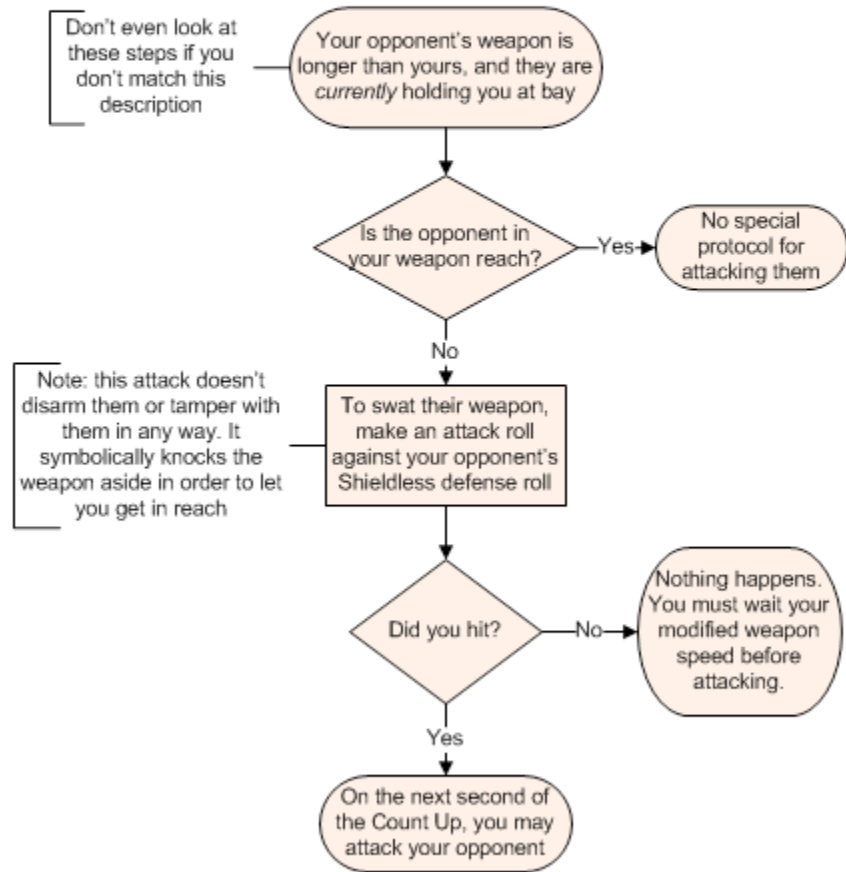 Don't even look at
these steps if you
don't match this
description
Your opponent's weapon is
longer than yours, and they are
currently holding you at bay
Is the opponent in
your weapon reach?
Yes
No special
protocol for
attacking them
No
Note: this attack doesn't
disarm them or tamper with
them in any way. It
symbolically knocks the
weapon aside in order to let
you get in reach
To swat their weapon,
make an attack roll
against your opponent's
Shieldless defense roll
Did you hit?
No
Nothing happens.
You must wait your
modified weapon
speed before
attacking.
Yes
On the next second of
the Count Up, you may
attack your opponent